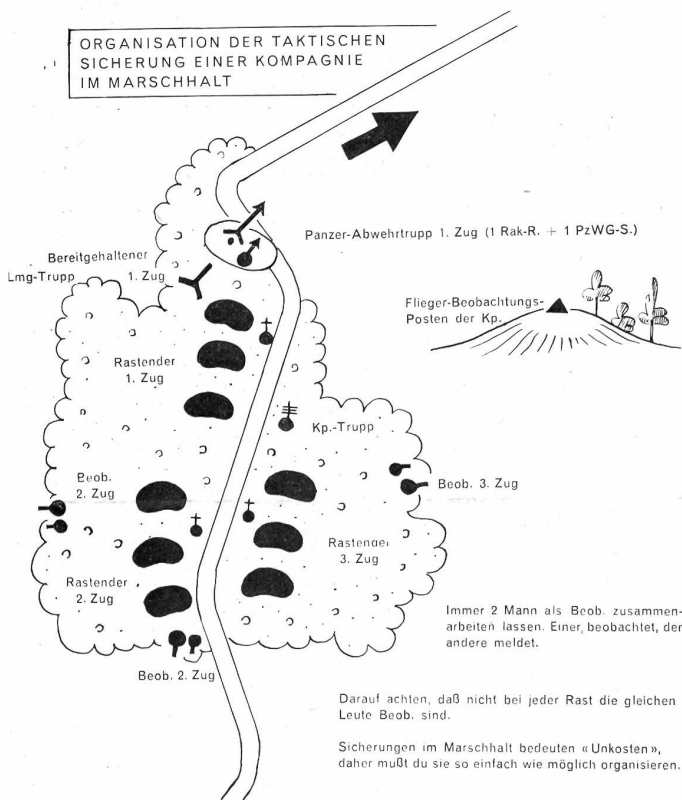 ORGANISATION DER TAKTISCHEN
SICHERUNG EINER KOMPAGNIE
IM MARSCHHALT
Panzer-Abwehrtrupp 1. Zug (1 Rak-R. + 1 PzWG-S.)
Bereitgehaltener
Lmg-Trupp 1. Zug
Flieger-Beobachtungs-
Posten der Kp.
Rastender
1. Zug
Kp.-Trupp
Beob.
2. Zug
Beob. 3. Zug
Rastender
3. Zug
Rastender
2. Zug
Beob. 2. Zug
Immer 2 Mann als Beob. zusammen-
arbeiten lassen. Einer beobachtet, der
andere meldet.
Darauf achten, daß nicht bei jeder Rast die gleichen
Leute Beob. sind.
Sicherungen im Marschhalt bedeuten «Unkosten»,
daher mußt du sie so einfach wie möglich organisieren.